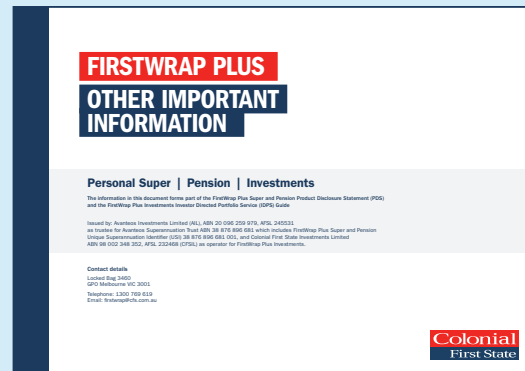 FIRSTWRAP PLUS
OTHER IMPORTANT
INFORMATION
Personal Super | Pension | Investments
The information in this document forms part of the FirstWrap Plus Super and Pension Product Disclosure Statement (PDS)
and the FirstWrap Plus Investments Investor Directed Portfolio Service (IDPS) Guide
Issued by: Avanteos Investments Limited (AIL), ABN 20 096 259 979, AFSL 245531
as trustee for Avanteos Superannuation Trust ABN 38 876 896 681 which includes FirstWrap Plus Super and Pension
Unique Superannuation Identifier (USI) 38 876 896 681 001, and Colonial First State Investments Limited
ABN 98 002 348 352, AFSL 232468 (CFSIL) as operator for FirstWrap Plus Investments.
Contact details
Locked Bag 3460
GPO Melbourne VIC 3001
Telephone: 1300 769 619
Email: firstwrap@cfs.com.au
Colonial
First State